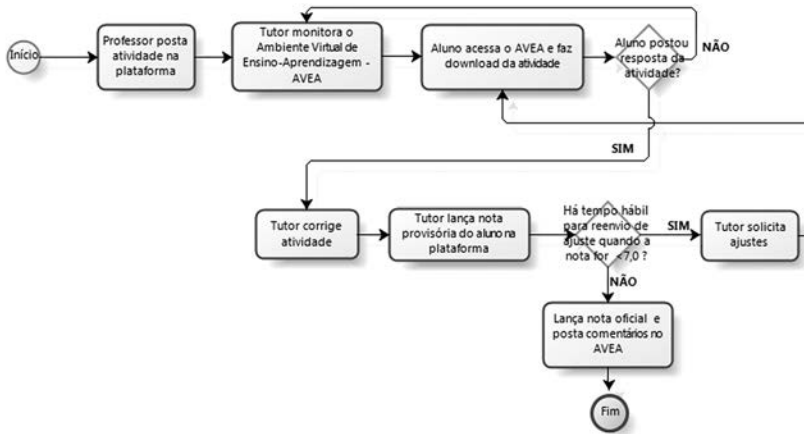 Início
Professor posta
atividade na
plataforma
Tutor monitora o
Ambiente Virtual de
Ensino-Aprendizagem -
AVEA
Aluno acessa o AVEA e faz
download da atividade
Aluno postou
resposta da
atividade?
NÃO
SIM
Tutor corrige
atividade
Tutor lança nota
provisória do aluno na
plataforma
Há tempo hábil
para reenvio de
ajuste quando a
nota for <7,0 ?
SIM
Tutor solicita
ajustes
NÃO
Lança nota oficial e
posta comentários no
AVEA
Fim